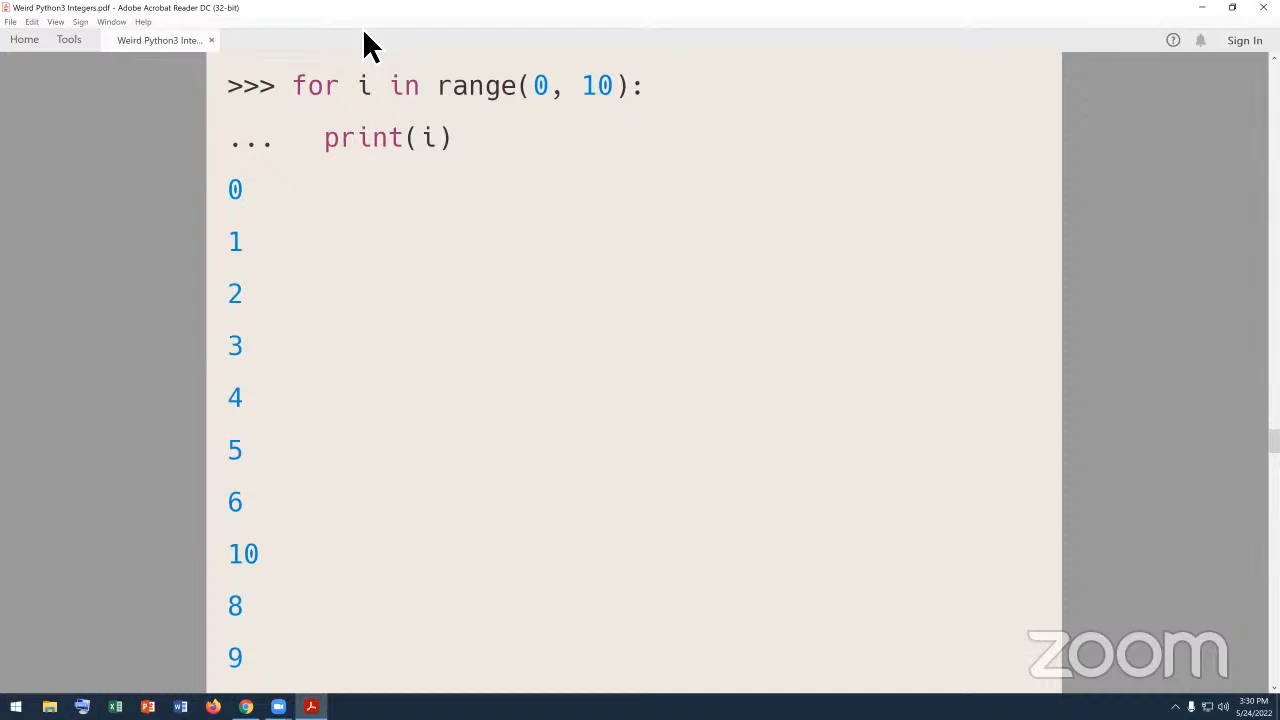 Weird Python3 Integers.pdf - Adobe Acrobat Reader DC (32-bit)
File Edit View Sign Window Help
Home Tools Weird Python3 Inte... × Sign In
>>> for i in range(0, 10):
... print(i)
0
1
2
3
4
5
6
10
8
9
zoom
3:30 PM
5/24/2022